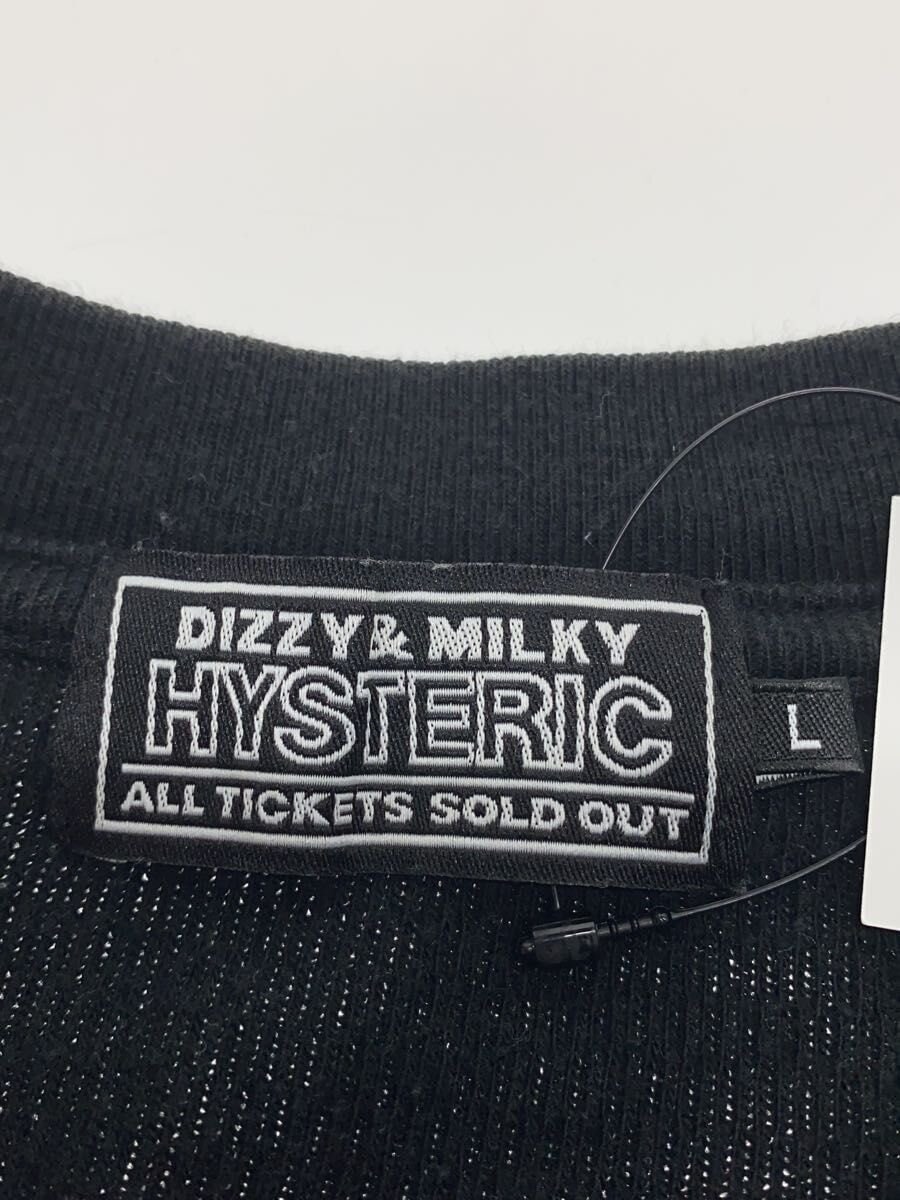 DIZZY & MILKY
HYSTERIC
ALL TICKETS SOLD OUT
L